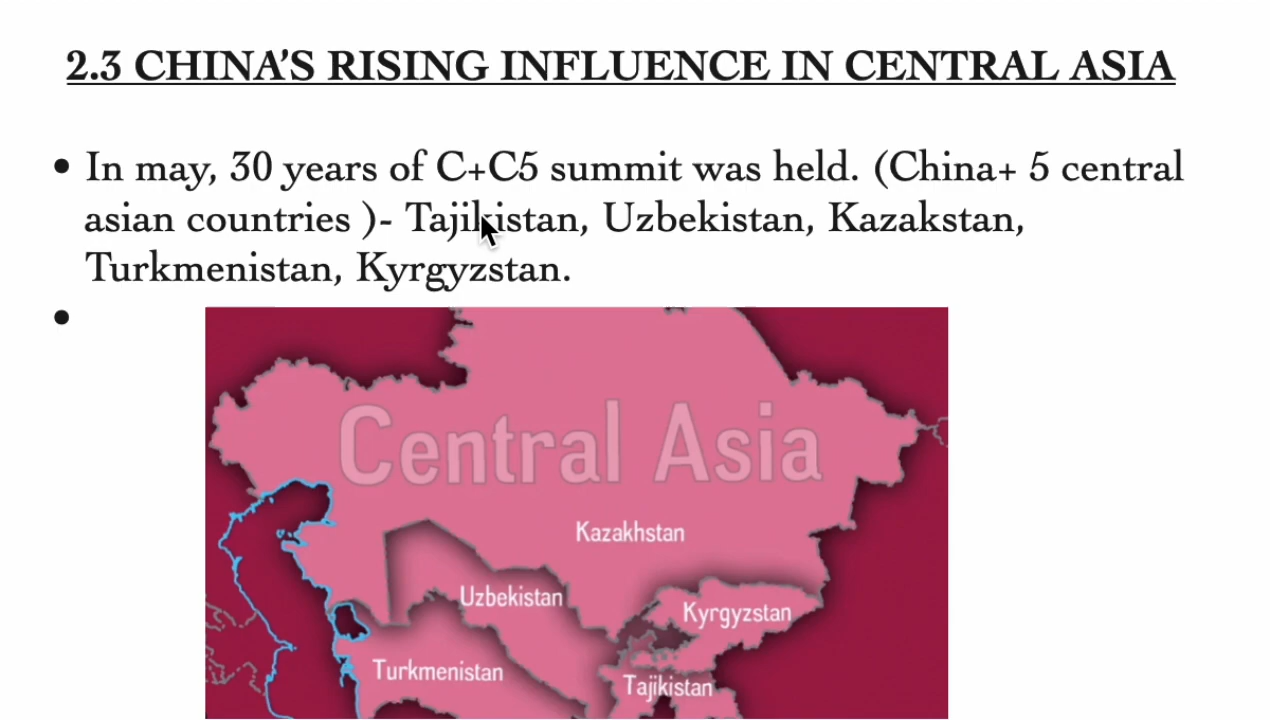 2.3 CHINA'S RISING INFLUENCE IN CENTRAL ASIA
• In may, 30 years of C+C5 summit was held. (China+ 5 central
asian countries )- Tajikistan, Uzbekistan, Kazakstan,
Turkmenistan, Kyrgyzstan.
•
Central Asia
Kazakhstan
Uzbekistan
Kyrgyzstan
Turkmenistan
Tajikistan